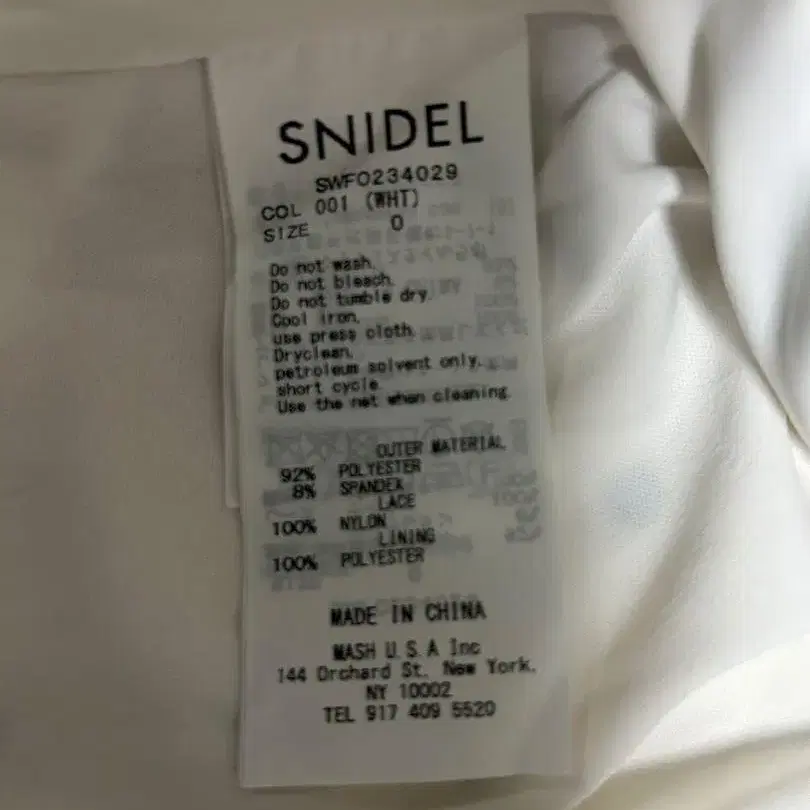 SNIDEL
SWFO234029
COL 001 (WHT)
SIZE 0
Do not wash.
Do not bleach.
Do not tumble dry.
Cool iron,
use press cloth.
Dryclean,
petroleum solvent only.
short cycle.
Use the net when cleaning.
OUTER MATERIAL
92% POLYESTER
8% SPANDEX
LACE
100% NYLON
LINING
100% POLYESTER
MADE IN CHINA
MASH U.S.A Inc
144 Orchard St. New York,
NY 10002
TEL 917 409 5520